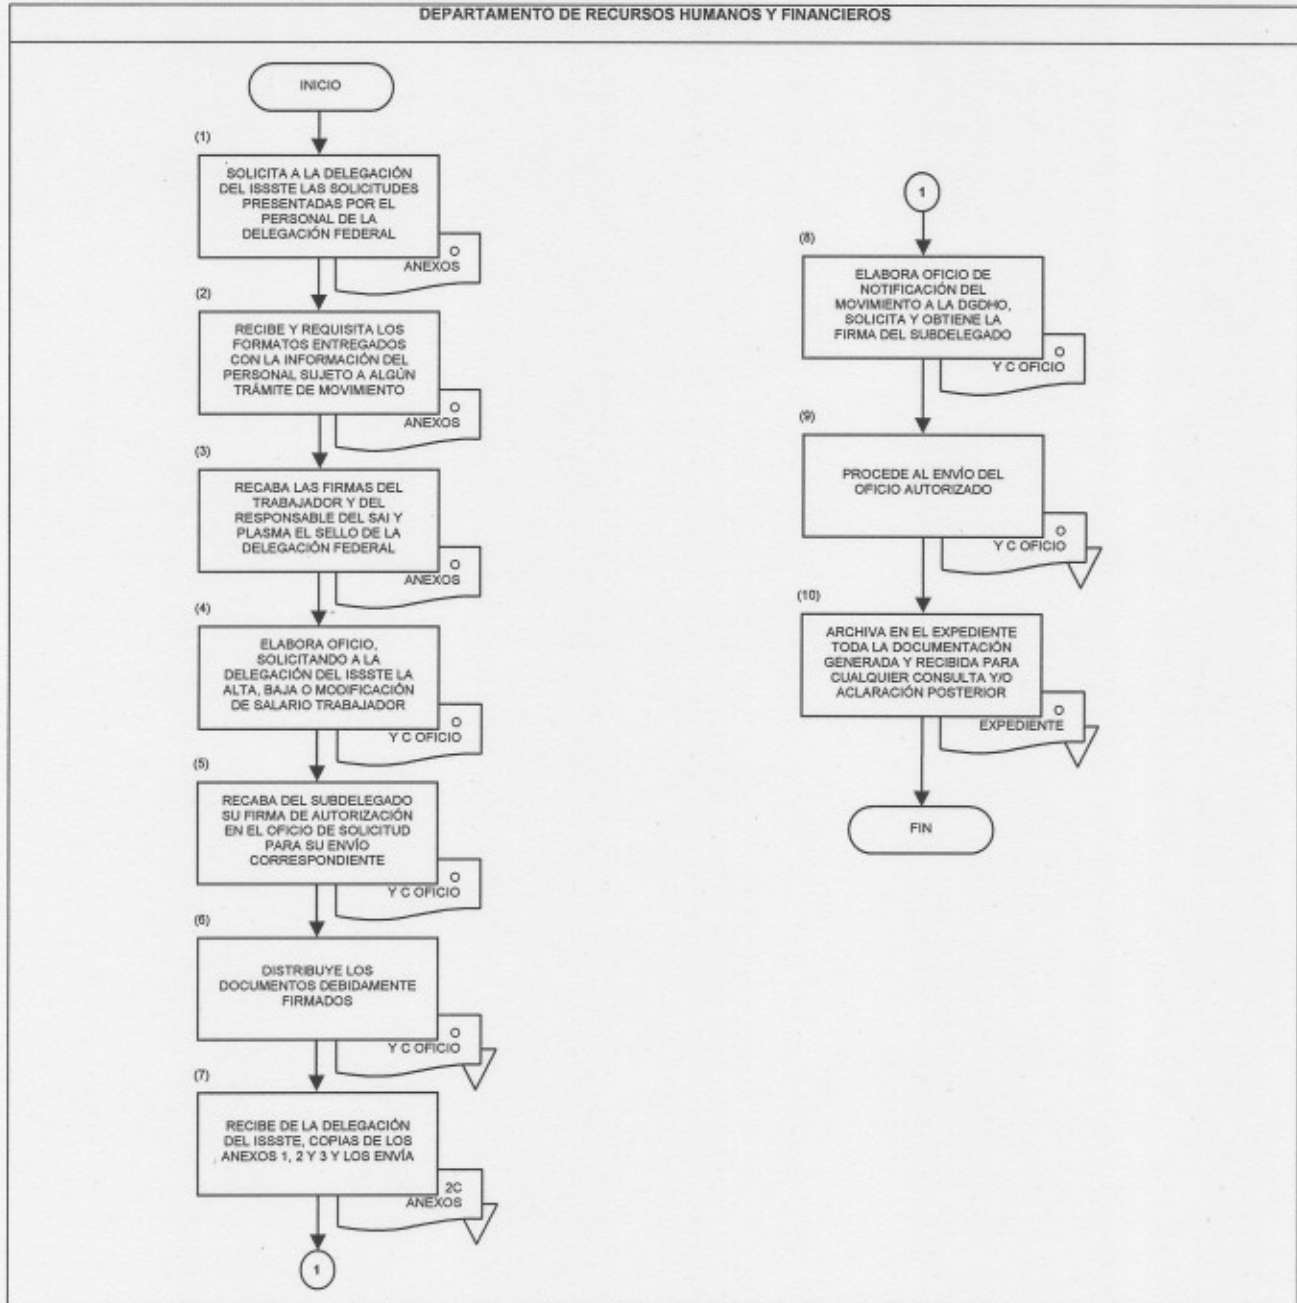 DEPARTAMENTO DE RECURSOS HUMANOS Y FINANCIEROS
INICIO
(1)
SOLICITA A LA DELEGACIÓN
DEL ISSSTE LAS SOLICITUDES
PRESENTADAS POR EL
PERSONAL DE LA
DELEGACIÓN FEDERAL
O
ANEXOS
(2)
RECIBE Y REQUISITA LOS
FORMATOS ENTREGADOS
CON LA INFORMACIÓN DEL
PERSONAL SUJETO A ALGÚN
TRÁMITE DE MOVIMIENTO
O
ANEXOS
(3)
RECABA LAS FIRMAS DEL
TRABAJADOR Y DEL
RESPONSABLE DEL SAI Y
PLASMA EL SELLO DE LA
DELEGACIÓN FEDERAL
O
ANEXOS
(4)
ELABORA OFICIO,
SOLICITANDO A LA
DELEGACIÓN DEL ISSSTE LA
ALTA, BAJA O MODIFICACIÓN
DE SALARIO TRABAJADOR
O
Y C OFICIO
(5)
RECABA DEL SUBDELEGADO
SU FIRMA DE AUTORIZACIÓN
EN EL OFICIO DE SOLICITUD
PARA SU ENVÍO
CORRESPONDIENTE
O
Y C OFICIO
(6)
DISTRIBUYE LOS
DOCUMENTOS DEBIDAMENTE
FIRMADOS
O
Y C OFICIO
(7)
RECIBE DE LA DELEGACIÓN
DEL ISSSTE, COPIAS DE LOS
ANEXOS 1, 2 Y 3 Y LOS ENVÍA
2C
ANEXOS
1
1
(8)
ELABORA OFICIO DE
NOTIFICACIÓN DEL
MOVIMIENTO A LA DGDHO,
SOLICITA Y OBTIENE LA
FIRMA DEL SUBDELEGADO
O
Y C OFICIO
(9)
PROCEDE AL ENVÍO DEL
OFICIO AUTORIZADO
O
Y C OFICIO
(10)
ARCHIVA EN EL EXPEDIENTE
TODA LA DOCUMENTACIÓN
GENERADA Y RECIBIDA PARA
CUALQUIER CONSULTA Y/O
ACLARACIÓN POSTERIOR
O
EXPEDIENTE
FIN